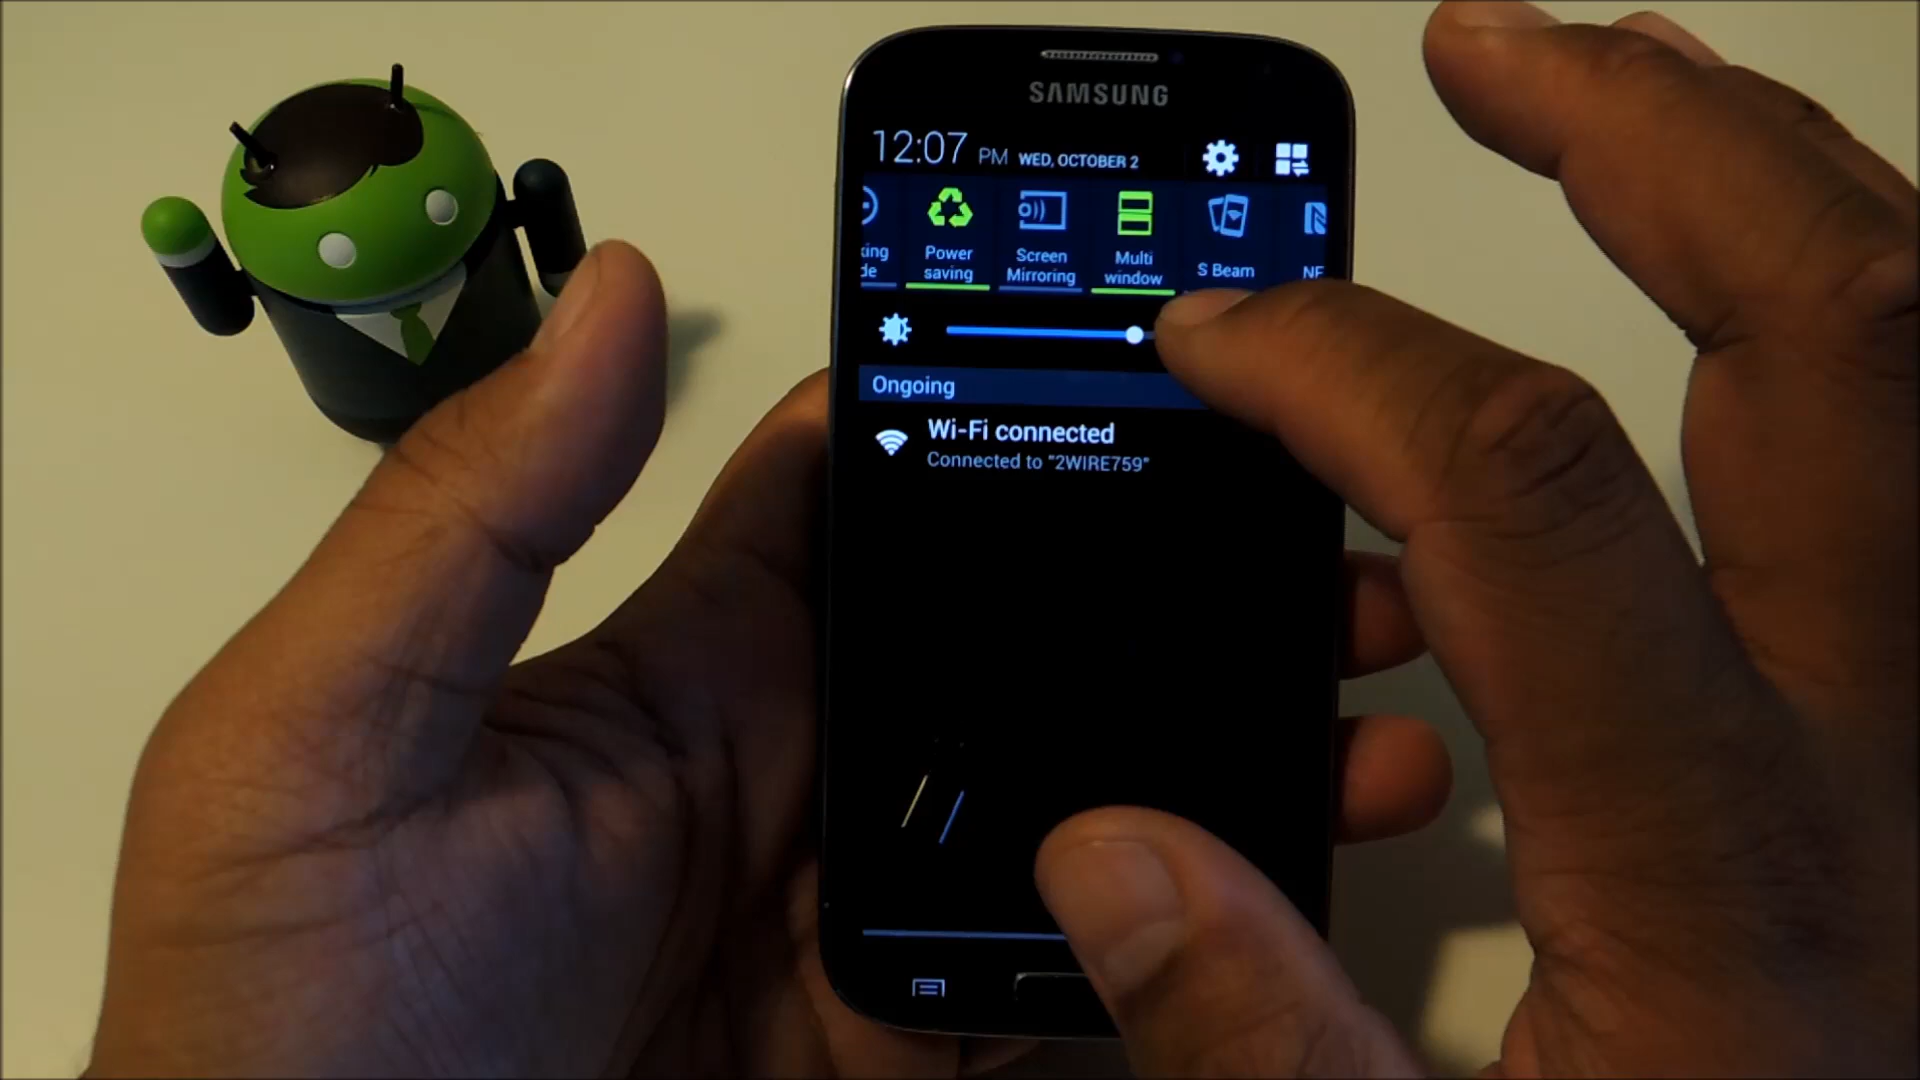 SAMSUNG
12:07 PM WED, OCTOBER 2
Power saving
Screen Mirroring
Multi window
S Beam
Ongoing
Wi-Fi connected
Connected to "2WIRE759"